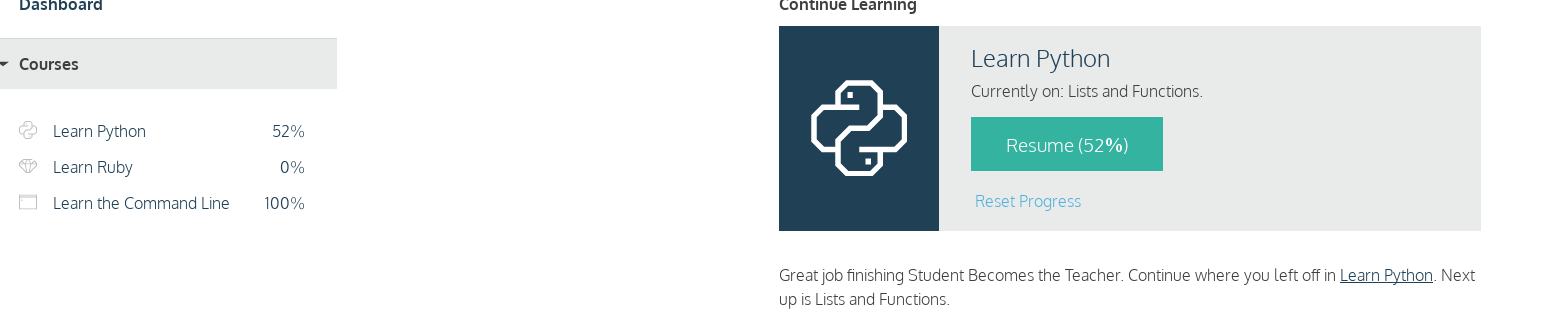 Dashboard
Courses
Learn Python 52%
Learn Ruby 0%
Learn the Command Line 100%
Continue Learning
Learn Python
Currently on: Lists and Functions.
Resume (52%)
Reset Progress
Great job finishing Student Becomes the Teacher. Continue where you left off in Learn Python. Next
up is Lists and Functions.